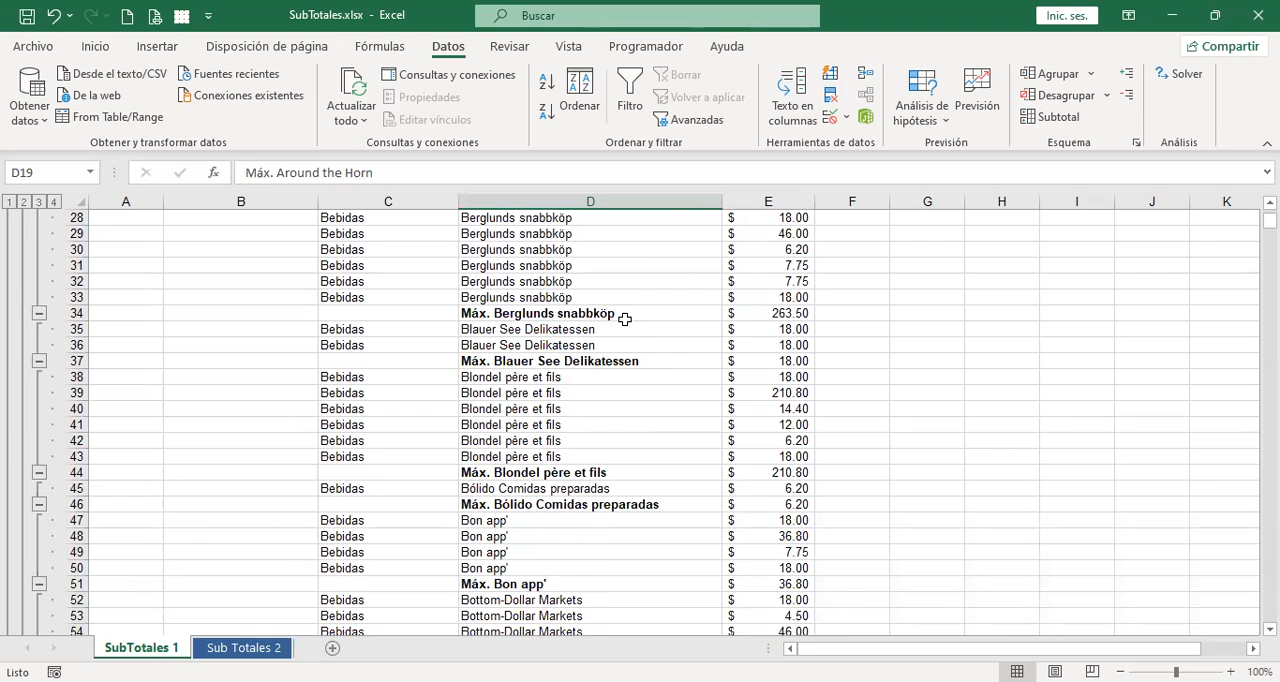 SubTotales.xlsx - Excel
Buscar
Inic. ses.
Archivo Inicio Insertar Disposición de página Fórmulas Datos Revisar Vista Programador Ayuda
Compartir
Obtener datos
Desde el texto/CSV
De la web
From Table/Range
Fuentes recientes
Conexiones existentes
Obtener y transformar datos
Actualizar todo
Consultas y conexiones
Propiedades
Editar vínculos
Consultas y conexiones
Ordenar
Filtro
Borrar
Volver a aplicar
Avanzadas
Ordenar y filtrar
Texto en columnas
Herramientas de datos
Análisis de hipótesis
Previsión
Previsión
Agrupar
Desagrupar
Subtotal
Esquema
Solver
Análisis
D19 fx Máx. Around the Horn
1 2 3 4 A B C D E F G H I J K
28 Bebidas Berglunds snabbköp $ 18.00
29 Bebidas Berglunds snabbköp $ 46.00
30 Bebidas Berglunds snabbköp $ 6.20
31 Bebidas Berglunds snabbköp $ 7.75
32 Bebidas Berglunds snabbköp $ 7.75
33 Bebidas Berglunds snabbköp $ 18.00
34 Máx. Berglunds snabbköp $ 263.50
35 Bebidas Blauer See Delikatessen $ 18.00
36 Bebidas Blauer See Delikatessen $ 18.00
37 Máx. Blauer See Delikatessen $ 18.00
38 Bebidas Blondel père et fils $ 18.00
39 Bebidas Blondel père et fils $ 210.80
40 Bebidas Blondel père et fils $ 14.40
41 Bebidas Blondel père et fils $ 12.00
42 Bebidas Blondel père et fils $ 6.20
43 Bebidas Blondel père et fils $ 18.00
44 Máx. Blondel père et fils $ 210.80
45 Bebidas Bólido Comidas preparadas $ 6.20
46 Máx. Bólido Comidas preparadas $ 6.20
47 Bebidas Bon app' $ 18.00
48 Bebidas Bon app' $ 36.80
49 Bebidas Bon app' $ 7.75
50 Bebidas Bon app' $ 18.00
51 Máx. Bon app' $ 36.80
52 Bebidas Bottom-Dollar Markets $ 18.00
53 Bebidas Bottom-Dollar Markets $ 4.50
54 Bebidas Bottom-Dollar Markets $ 46.00
SubTotales 1 Sub Totales 2
Listo 100%